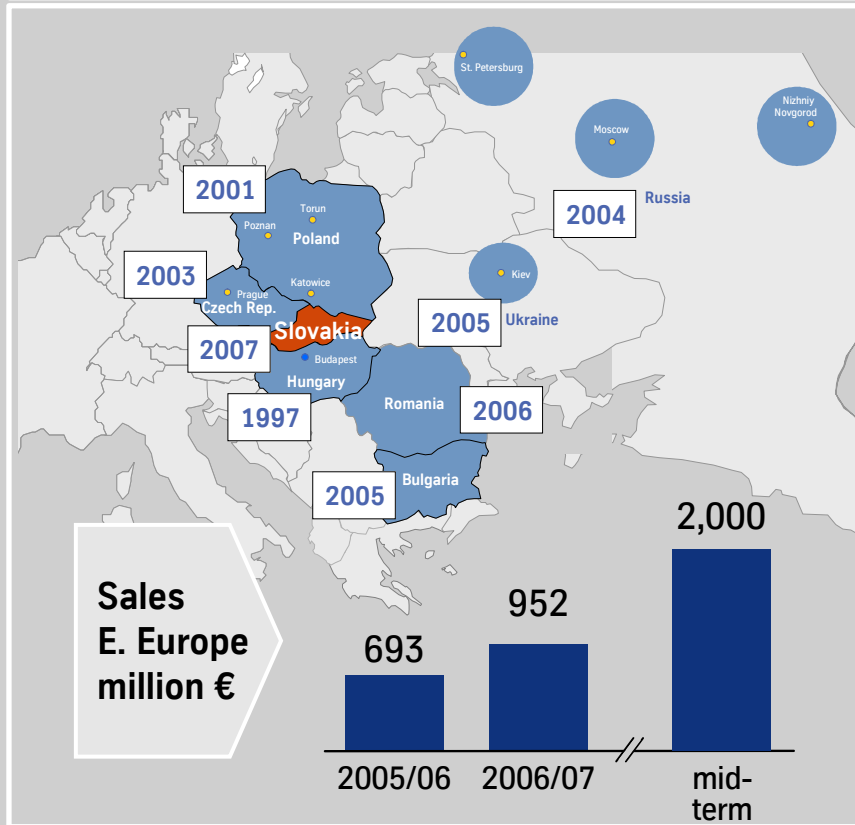 St. Petersburg
Nizhniy
Novgorod
Moscow
2001
Russia
2004
Torun
Poznan
Poland
2003
Kiev
Katowice
Prague
Czech Rep.
2005
Ukraine
Slovakia
2007
Budapest
Hungary
1997
Romania
2006
Bulgaria
2005
Sales
E. Europe
million €
693
952
2,000
2005/06
2006/07
mid-
term